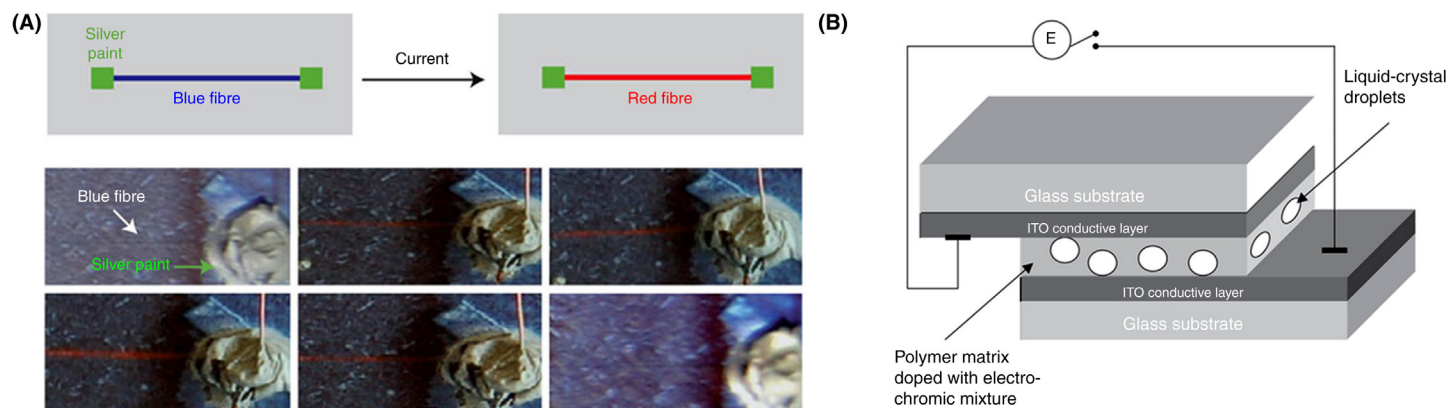 (A)
Silver
paint
Blue fibre
Current
Red fibre
Blue fibre
Silver paint
(B)
E
Liquid-crystal
droplets
Glass substrate
ITO conductive layer
ITO conductive layer
Glass substrate
Polymer matrix
doped with electro-
chromic mixture